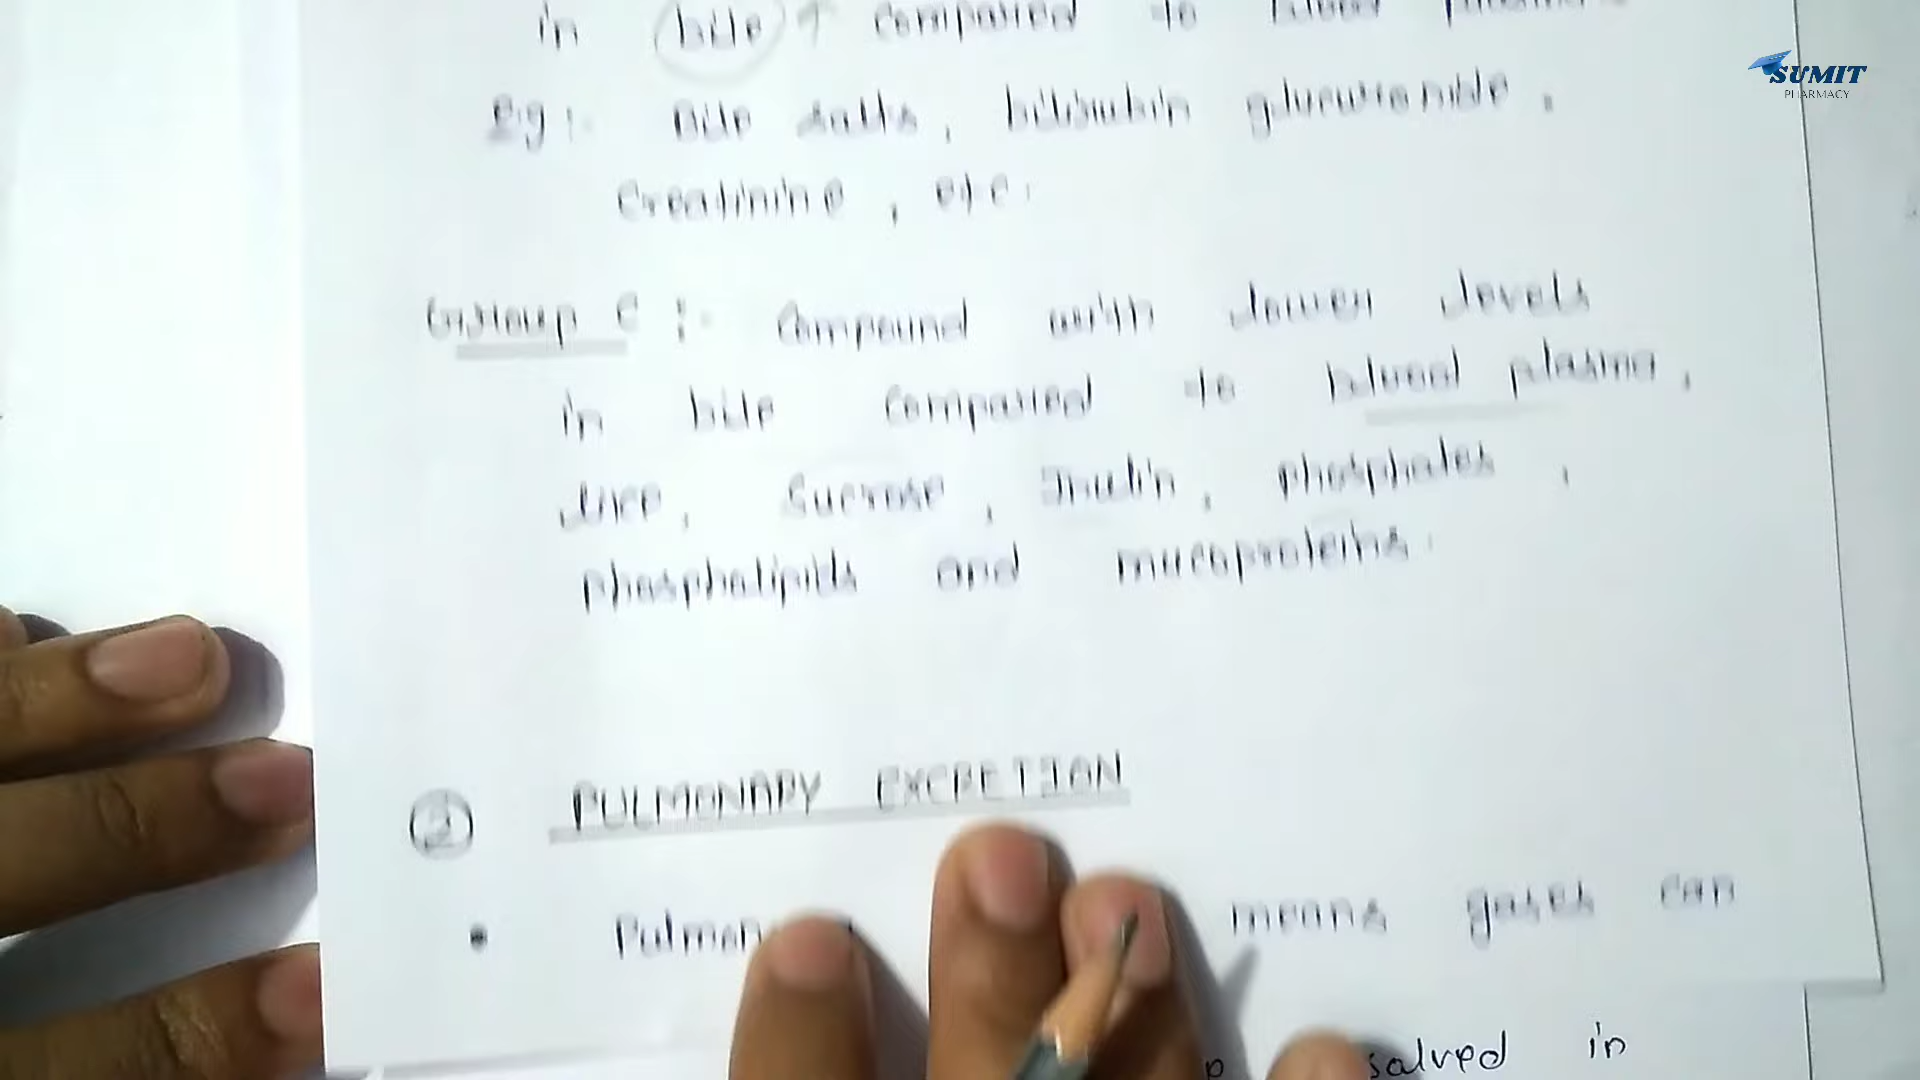 in bile ↑ compared to blood plasma.
SUMIT
PHARMACY
Eg:- Bile salts, bilirubin glucuronide,
Creatinine, etc.
Group C :- Compound with lower levels
in bile compared to blood plasma,
like, Sucrose, Inulin, phosphates,
phospholipids and mucoproteins.
② PULMONARY EXCRETION
• means gases can
in